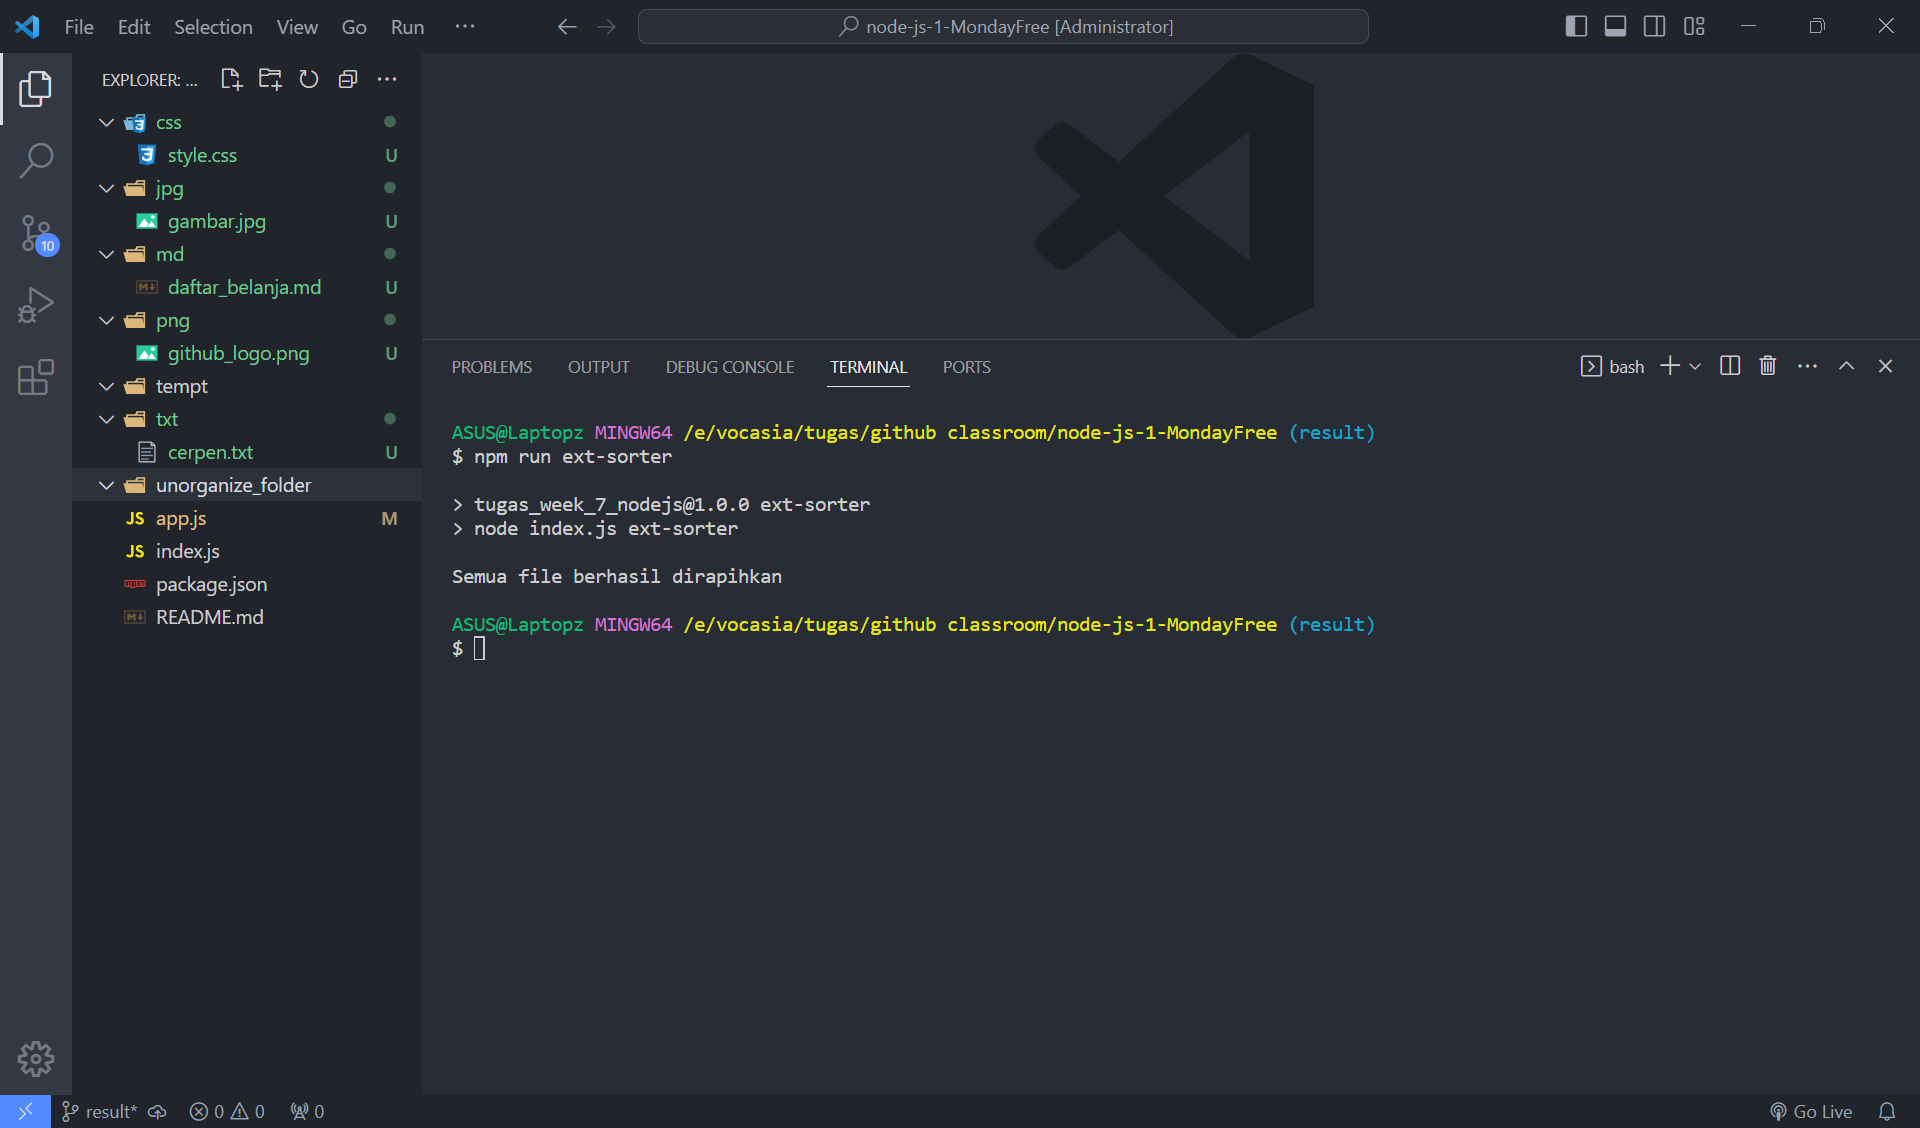 File Edit Selection View Go Run
node-js-1-MondayFree [Administrator]
EXPLORER: ...
css
style.css U
jpg
gambar.jpg U
md
daftar_belanja.md U
png
github_logo.png U
tempt
txt
cerpen.txt U
unorganize_folder
JS app.js M
JS index.js
package.json
README.md
10
PROBLEMS OUTPUT DEBUG CONSOLE TERMINAL PORTS
bash
ASUS@Laptopz MINGW64 /e/vocasia/tugas/github classroom/node-js-1-MondayFree (result)
$ npm run ext-sorter
> tugas_week_7_nodejs@1.0.0 ext-sorter
> node index.js ext-sorter
Semua file berhasil dirapihkan
ASUS@Laptopz MINGW64 /e/vocasia/tugas/github classroom/node-js-1-MondayFree (result)
$
result* 0 0 0
Go Live